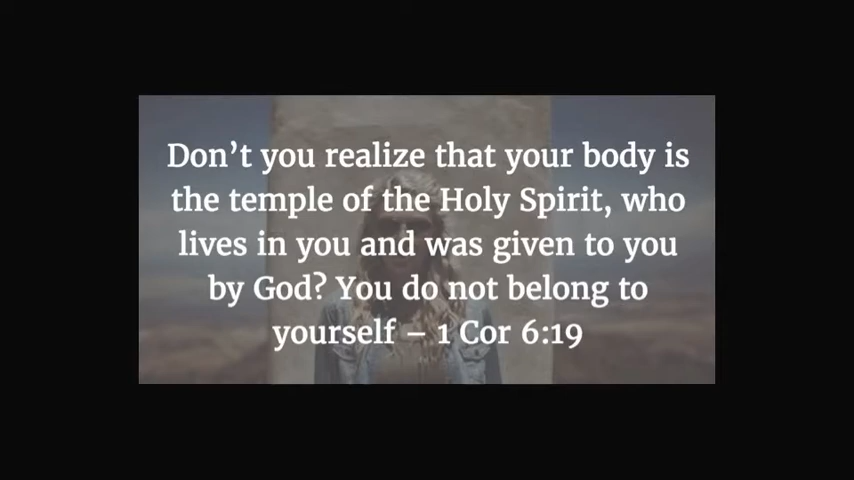 Don’t you realize that your body is
the temple of the Holy Spirit, who
lives in you and was given to you
by God? You do not belong to
yourself – 1 Cor 6:19